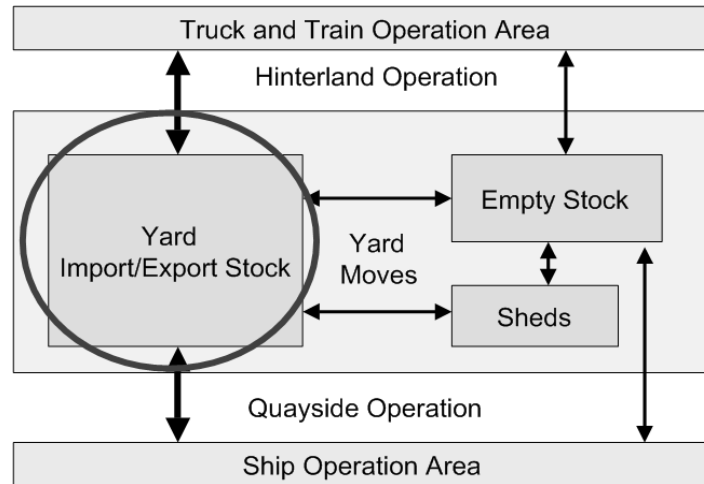 Truck and Train Operation Area
Hinterland Operation
Yard
Import/Export Stock
Yard
Moves
Empty Stock
Sheds
Quayside Operation
Ship Operation Area